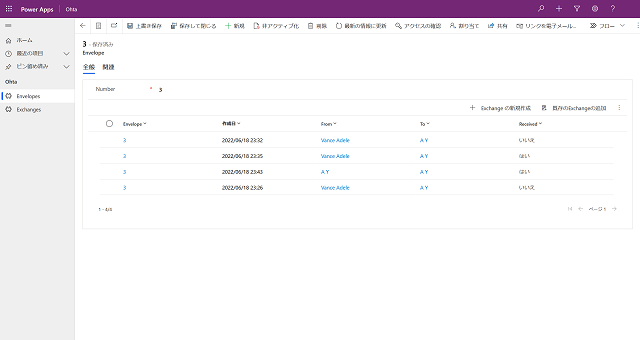 Power Apps Ohta
上書き保存 保存して閉じる 新規 非アクティブ化 削除 最新の情報に更新 アクセスの確認 割り当て 共有 リンクを電子メール... フロー
ホーム
最近の項目
ピン留め済み
Ohta
Envelopes
Exchanges
3 - 保存済み
Envelope
全般 関連
Number * 3
Exchange の新規作成 既存のExchangeの追加
Envelope 作成日 From To Received
3 2022/06/18 23:32 Vance Adele A Y いいえ
3 2022/06/18 23:35 Vance Adele A Y はい
3 2022/06/18 23:43 A Y A Y はい
3 2022/06/18 23:26 Vance Adele A Y いいえ
1 - 4/4 ページ 1